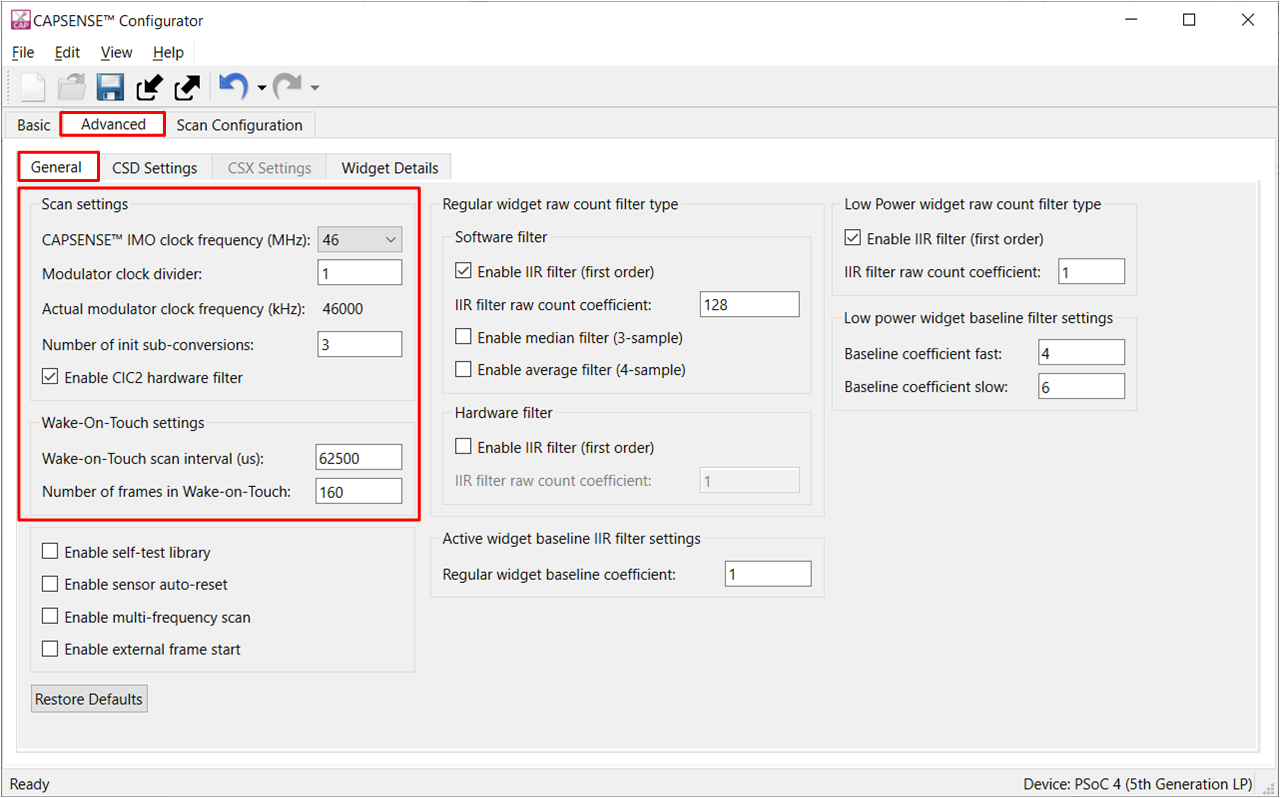 CAP
CAPSENSE™ Configurator
File Edit View Help
Basic Advanced Scan Configuration
General CSD Settings CSX Settings Widget Details
Scan settings
CAPSENSE™ IMO clock frequency (MHz): 46
Modulator clock divider: 1
Actual modulator clock frequency (kHz): 46000
Number of init sub-conversions: 3
Enable CIC2 hardware filter
Wake-On-Touch settings
Wake-on-Touch scan interval (us): 62500
Number of frames in Wake-on-Touch: 160
Enable self-test library
Enable sensor auto-reset
Enable multi-frequency scan
Enable external frame start
Restore Defaults
Regular widget raw count filter type
Software filter
Enable IIR filter (first order)
IIR filter raw count coefficient: 128
Enable median filter (3-sample)
Enable average filter (4-sample)
Hardware filter
Enable IIR filter (first order)
IIR filter raw count coefficient: 1
Active widget baseline IIR filter settings
Regular widget baseline coefficient: 1
Low Power widget raw count filter type
Enable IIR filter (first order)
IIR filter raw count coefficient: 1
Low power widget baseline filter settings
Baseline coefficient fast: 4
Baseline coefficient slow: 6
Ready
Device: PSoC 4 (5th Generation LP)